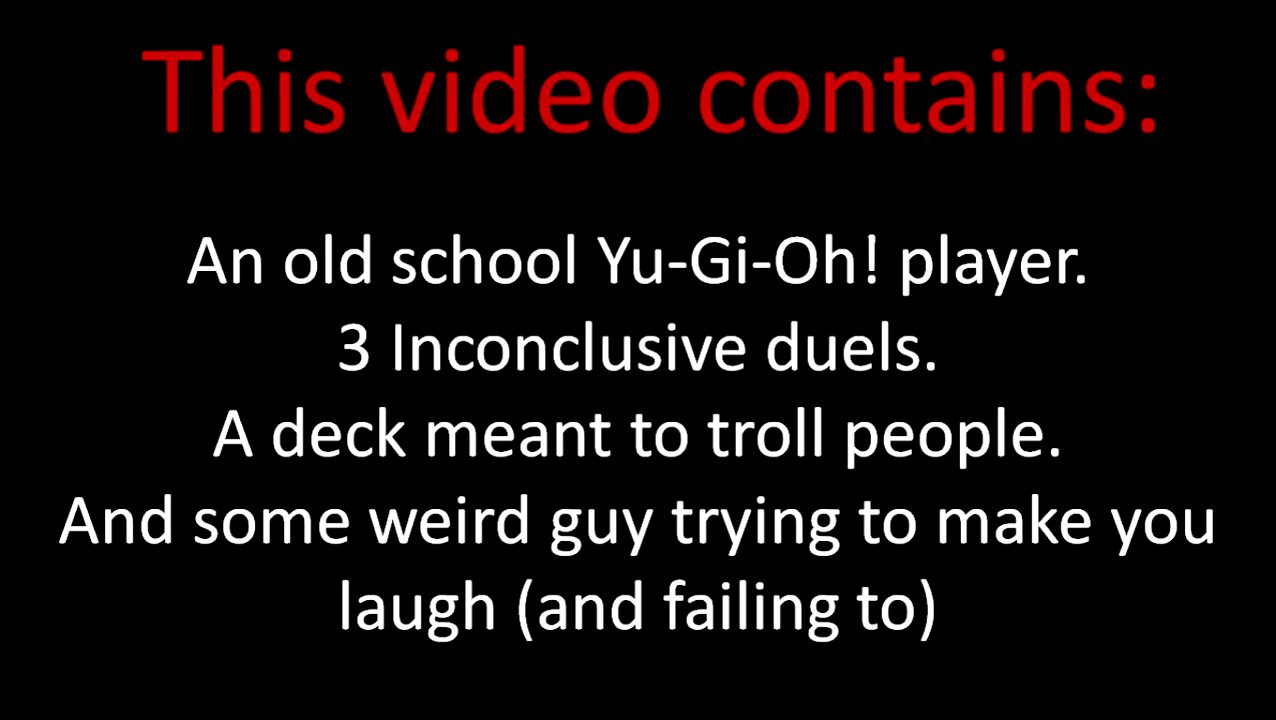 This video contains:
An old school Yu-Gi-Oh! player.
3 Inconclusive duels.
A deck meant to troll people.
And some weird guy trying to make you
laugh (and failing to)